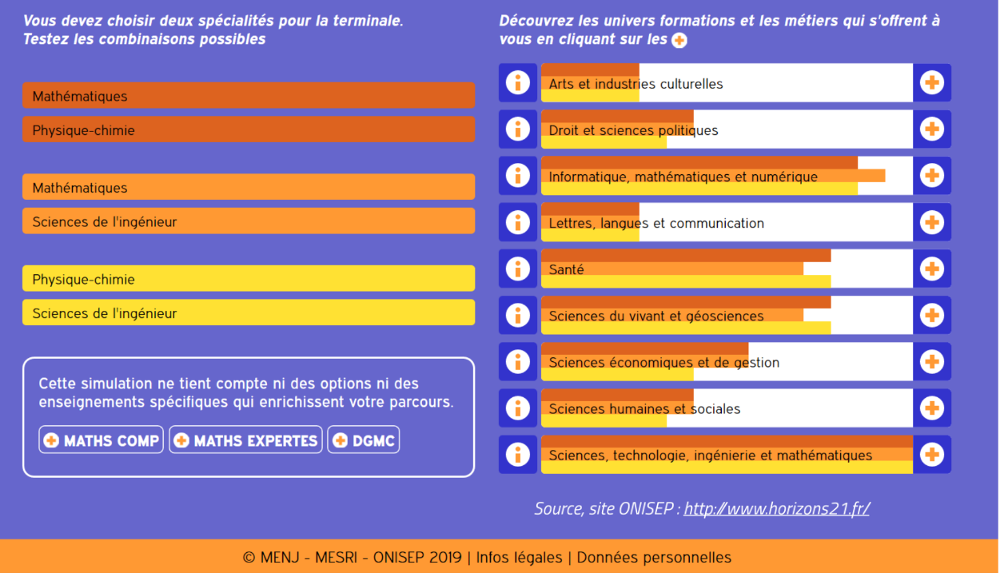 Vous devez choisir deux spécialités pour la terminale.
Testez les combinaisons possibles
Mathématiques
Physique-chimie
Mathématiques
Sciences de l'ingénieur
Physique-chimie
Sciences de l'ingénieur
Cette simulation ne tient compte ni des options ni des
enseignements spécifiques qui enrichissent votre parcours.
MATHS COMP
MATHS EXPERTES
DGMC
Découvrez les univers formations et les métiers qui s'offrent à
vous en cliquant sur les
Arts et industries culturelles
Droit et sciences politiques
Informatique, mathématiques et numérique
Lettres, langues et communication
Santé
Sciences du vivant et géosciences
Sciences économiques et de gestion
Sciences humaines et sociales
Sciences, technologie, ingénierie et mathématiques
Source, site ONISEP : http://www.horizons21.fr/
© MENJ - MESRI - ONISEP 2019 | Infos légales | Données personnelles